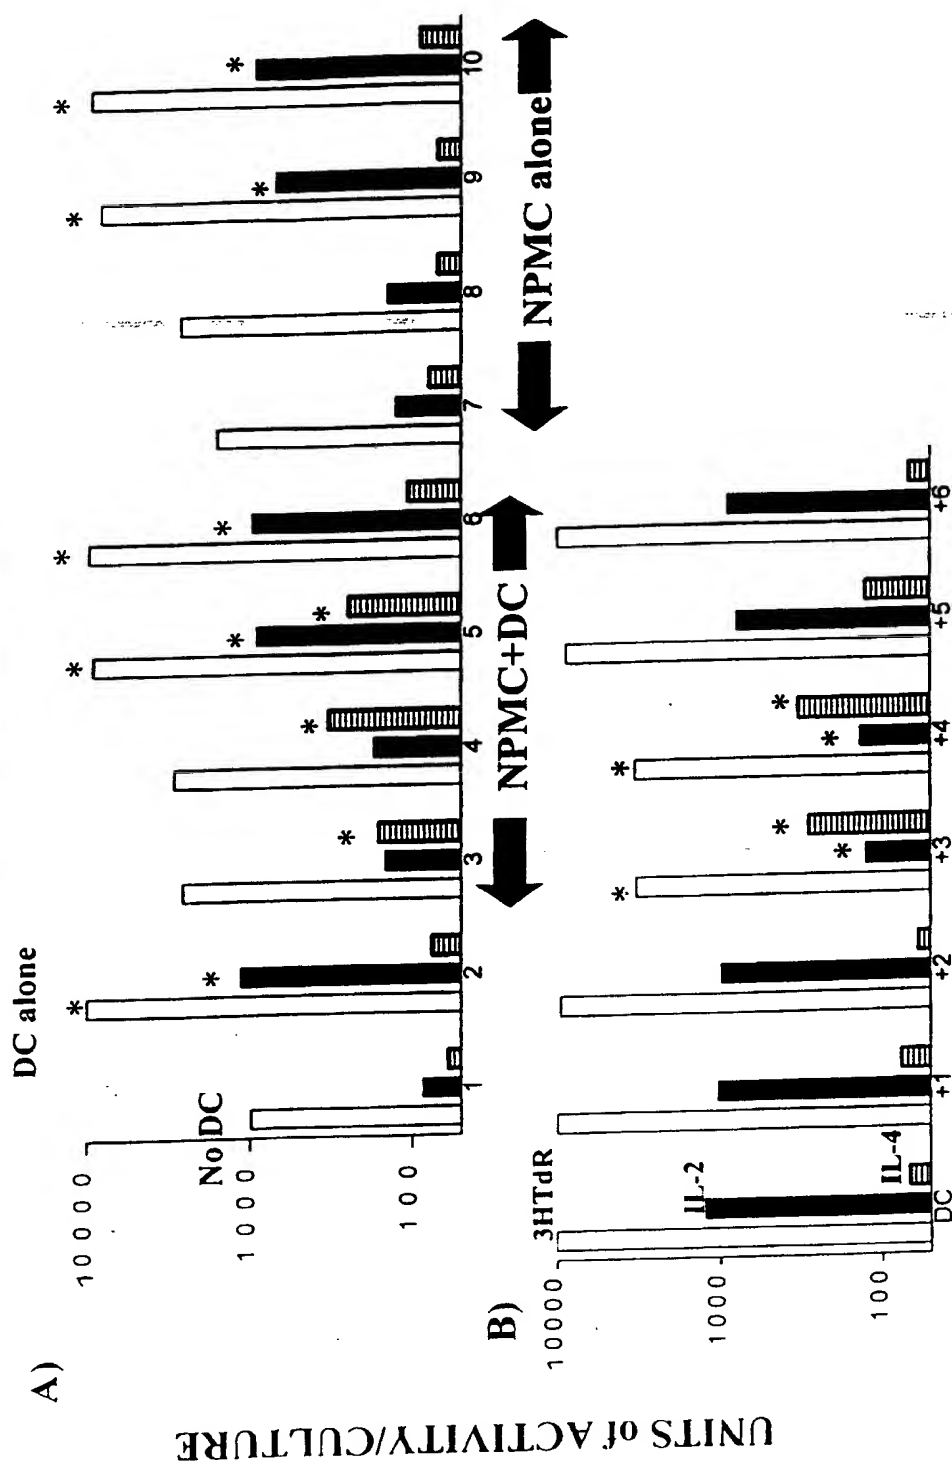 A)
DC alone
No DC
10000
1000
100
* * * * * * * * * * * * *
1 2 3 4 5 6 7 8 9 10
NPMC+DC
NPMC alone
B)
3HTdR
IL-2
IL-4
10000
1000
100
* * * * * *
DC +1 +2 +3 +4 +5 +6
UNITS of ACTIVITY/CULTURE